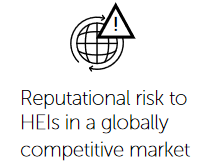 Reputational risk to
HEIs in a globally
competitive market